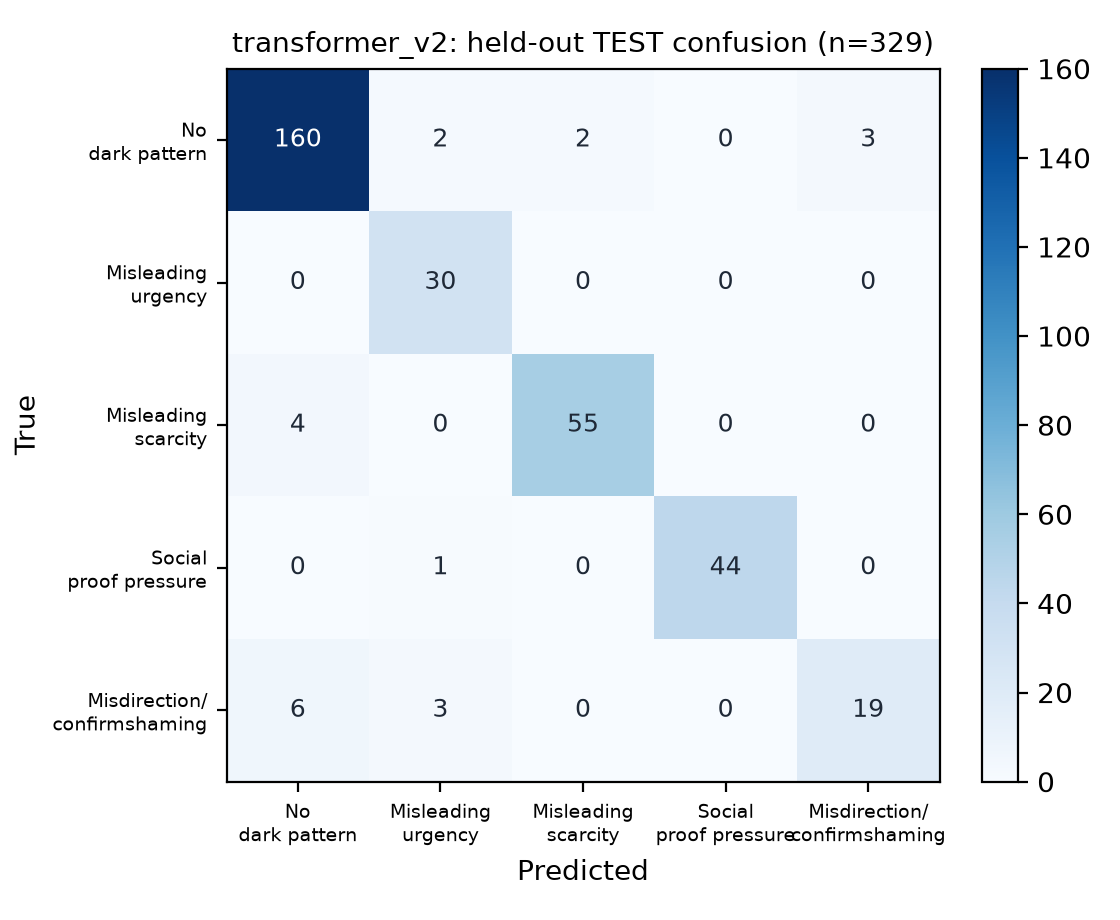 transformer_v2: held-out TEST confusion (n=329)
No
dark pattern
160 2 2 0 3
Misleading
urgency
0 30 0 0 0
Misleading
scarcity
4 0 55 0 0
Social
proof pressure
0 1 0 44 0
Misdirection/
confirmshaming
6 3 0 0 19
True
No
dark pattern
Misleading
urgency
Misleading
scarcity
Social
proof pressure
Misdirection/
confirmshaming
Predicted
160
140
120
100
80
60
40
20
0